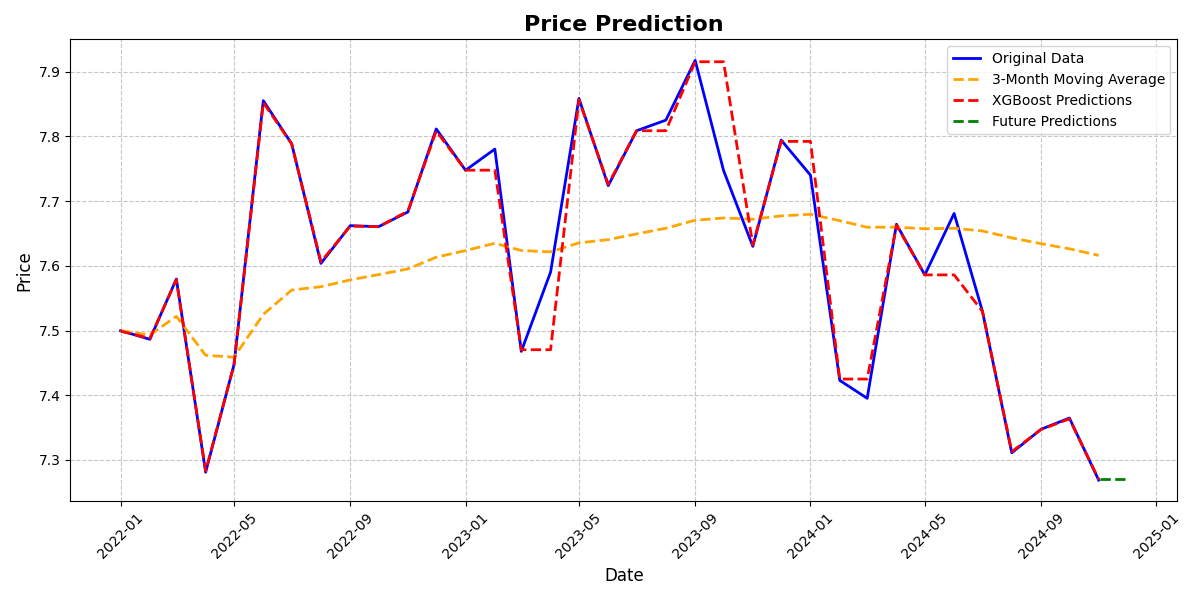 Price Prediction
Original Data
3-Month Moving Average
XGBoost Predictions
Future Predictions
Price
7.9
7.8
7.7
7.6
7.5
7.4
7.3
2022-01
2022-05
2022-09
2023-01
2023-05
2023-09
2024-01
2024-05
2024-09
2025-01
Date